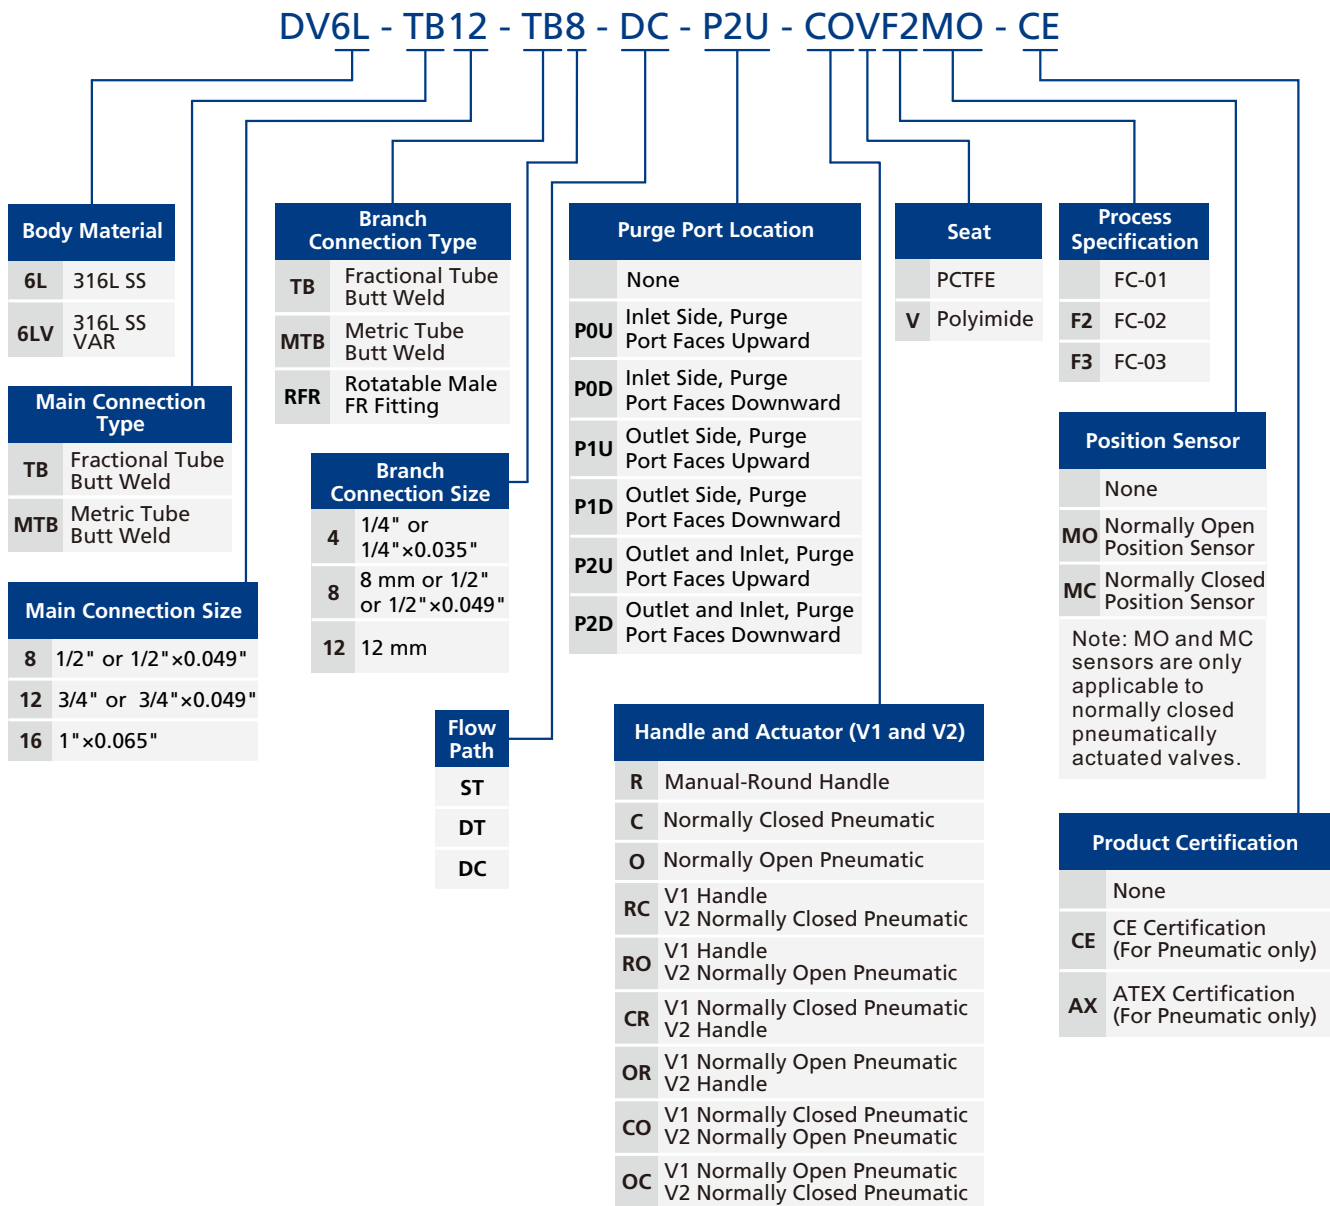 DV6L - TB12 - TB8 - DC - P2U - COVF2MO - CE
Body Material
6L 316L SS
6LV 316L SS
VAR
Main Connection
Type
TB Fractional Tube
Butt Weld
MTB Metric Tube
Butt Weld
Main Connection Size
8 1/2" or 1/2"×0.049"
12 3/4" or 3/4"×0.049"
16 1"×0.065"
Branch
Connection Type
TB Fractional Tube
Butt Weld
MTB Metric Tube
Butt Weld
RFR Rotatable Male
FR Fitting
Branch
Connection Size
4 1/4" or
1/4"×0.035"
8 8 mm or 1/2"
or 1/2"×0.049"
12 12 mm
Flow
Path
ST
DT
DC
Purge Port Location
None
P0U Inlet Side, Purge
Port Faces Upward
P0D Inlet Side, Purge
Port Faces Downward
P1U Outlet Side, Purge
Port Faces Upward
P1D Outlet Side, Purge
Port Faces Downward
P2U Outlet and Inlet, Purge
Port Faces Upward
P2D Outlet and Inlet, Purge
Port Faces Downward
Handle and Actuator (V1 and V2)
R Manual-Round Handle
C Normally Closed Pneumatic
O Normally Open Pneumatic
RC V1 Handle
V2 Normally Closed Pneumatic
RO V1 Handle
V2 Normally Open Pneumatic
CR V1 Normally Closed Pneumatic
V2 Handle
OR V1 Normally Open Pneumatic
V2 Handle
CO V1 Normally Closed Pneumatic
V2 Normally Open Pneumatic
OC V1 Normally Open Pneumatic
V2 Normally Closed Pneumatic
Seat
PCTFE
V Polyimide
Process
Specification
FC-01
F2 FC-02
F3 FC-03
Position Sensor
None
MO Normally Open
Position Sensor
MC Normally Closed
Position Sensor
Note: MO and MC
sensors are only
applicable to
normally closed
pneumatically
actuated valves.
Product Certification
None
CE CE Certification
(For Pneumatic only)
AX ATEX Certification
(For Pneumatic only)